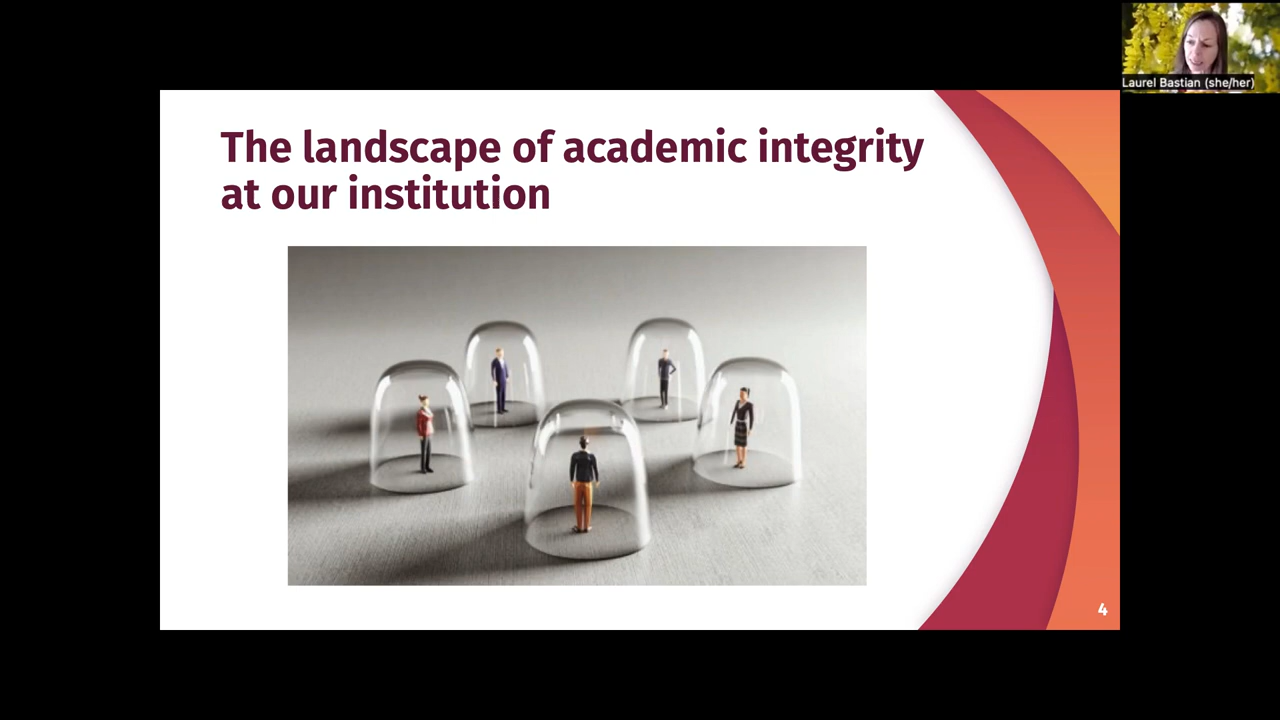 Laurel Bastian (she/her)
The landscape of academic integrity
at our institution
4